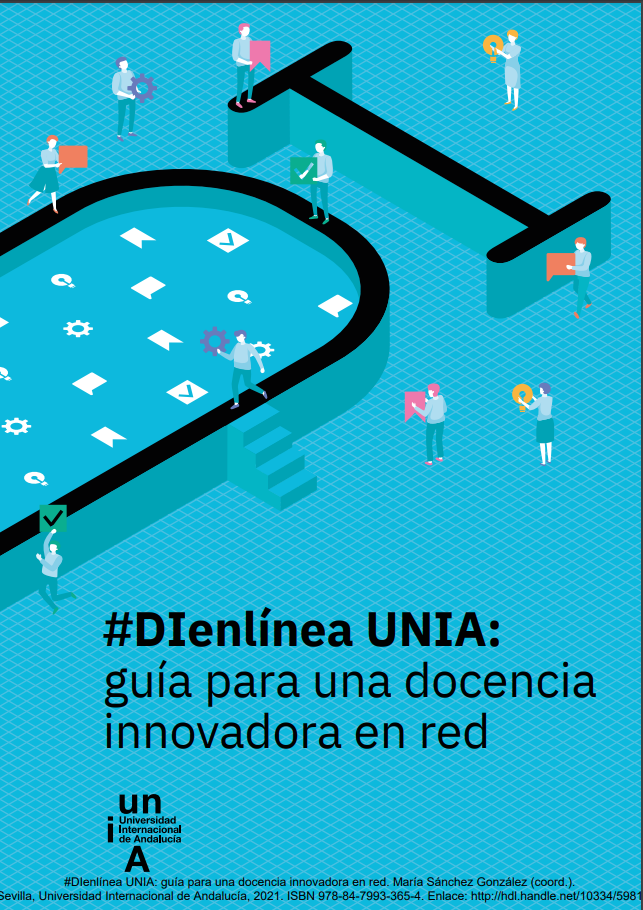 #DIenlínea UNIA:
guía para una docencia
innovadora en red
un
i Universidad
Internacional
de Andalucía
A
#DIenlínea UNIA: guía para una docencia innovadora en red. María Sánchez González (coord.).
Sevilla, Universidad Internacional de Andalucía, 2021. ISBN 978-84-7993-365-4. Enlace: http://hdl.handle.net/10334/5981